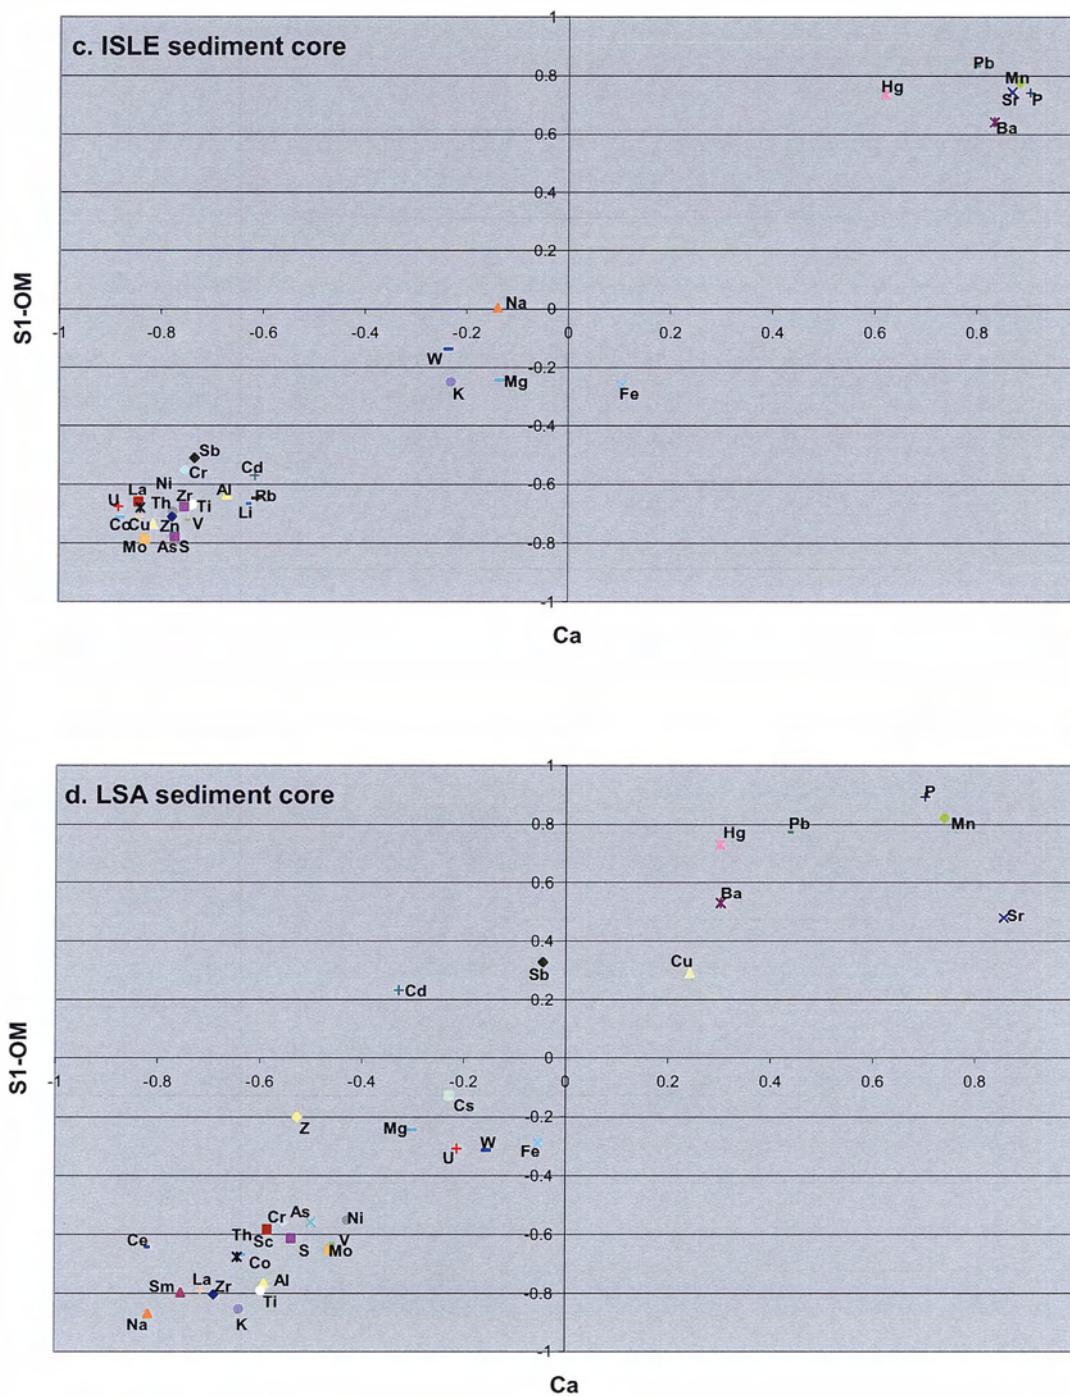 c. ISLE sediment core
1
Pb
0.8
Mn
Hg
Sr P
Ba
0.6
0.4
0.2
S1-OM
0
Na
-1 -0.8 -0.6 -0.4 -0.2 0 0.2 0.4 0.6 0.8
-0.2
W
Mg
K
Fe
-0.4
Sb
Cr
Cd
Ni
-0.6
La
Al
U
Th
Zr
Ti
Rb
Li
Co Cu Zn V
Mo As S
-0.8
-1
Ca
d. LSA sediment core
1
P
Mn
0.8
Pb
Hg
0.6
Ba
Sr
0.4
Cu
Sb
Cd
0.2
S1-OM
0
-1 -0.8 -0.6 -0.4 -0.2 0 0.2 0.4 0.6 0.8
Cs
-0.2
Z
Mg
W
U
Fe
-0.4
Cr As Ni
-0.6
Ce
Th
Sc
S
V
Mo
Co
La
Al
Sm
Zr
-0.8
Ti
Na
K
-1
Ca